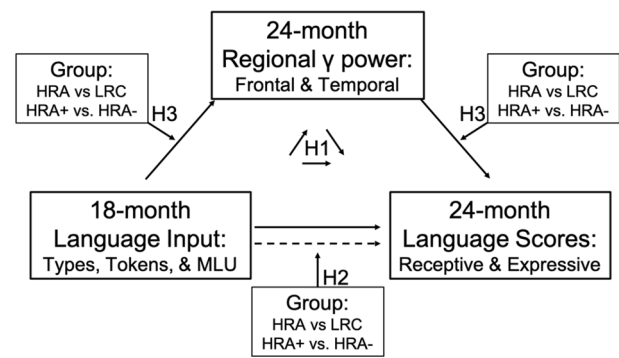 24-month
Regional γ power:
Frontal & Temporal
Group:
HRA vs LRC
HRA+ vs. HRA-
H3
Group:
HRA vs LRC
HRA+ vs. HRA-
H3
H1
18-month
Language Input:
Types, Tokens, & MLU
24-month
Language Scores:
Receptive & Expressive
H2
Group:
HRA vs LRC
HRA+ vs. HRA-